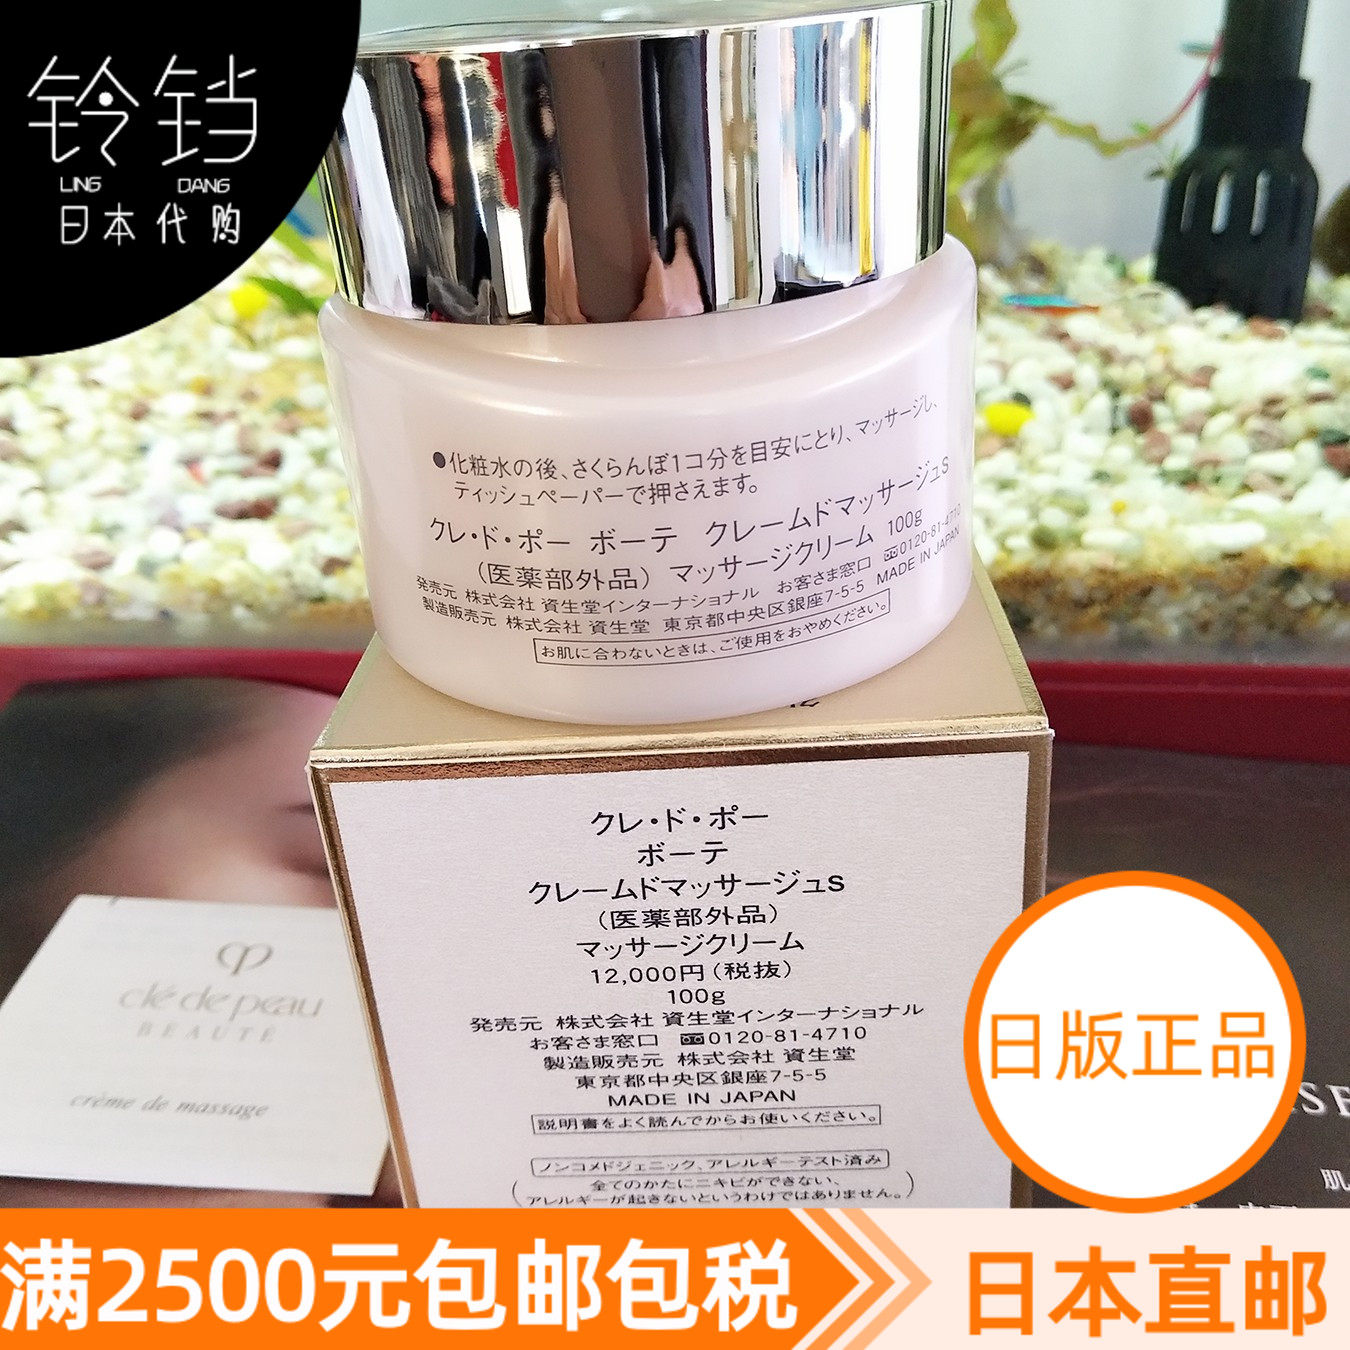 铃铛
LING DANG
日本代购
●化粧水の後、さくらんぼ1コ分を目安にとり、マッサージし、
ティッシュペーパーで押さえます。
クレ・ド・ポー ボーテ クレームドマッサージュS
(医薬部外品) マッサージクリーム 100g
発売元 株式会社 資生堂インターナショナル お客さま窓口 0120-81-4710
製造販売元 株式会社 資生堂 東京都中央区銀座7-5-5 MADE IN JAPAN
お肌に合わないときは、ご使用をおやめください。
クレ・ド・ポー
ボーテ
クレームドマッサージュS
(医薬部外品)
マッサージクリーム
12,000円(税抜)
100g
発売元 株式会社 資生堂インターナショナル
お客さま窓口 0120-81-4710
製造販売元 株式会社 資生堂
東京都中央区銀座7-5-5
MADE IN JAPAN
説明書をよく読んでからお使いください。
ノンコメドジェニック、アレルギーテスト済み
(全てのかたにニキビができない、
アレルギーが起きないというわけではありません。)
clé de peau
BEAUTÉ
crème de massage
日版正品
肌
满2500元包邮包税
日本直邮